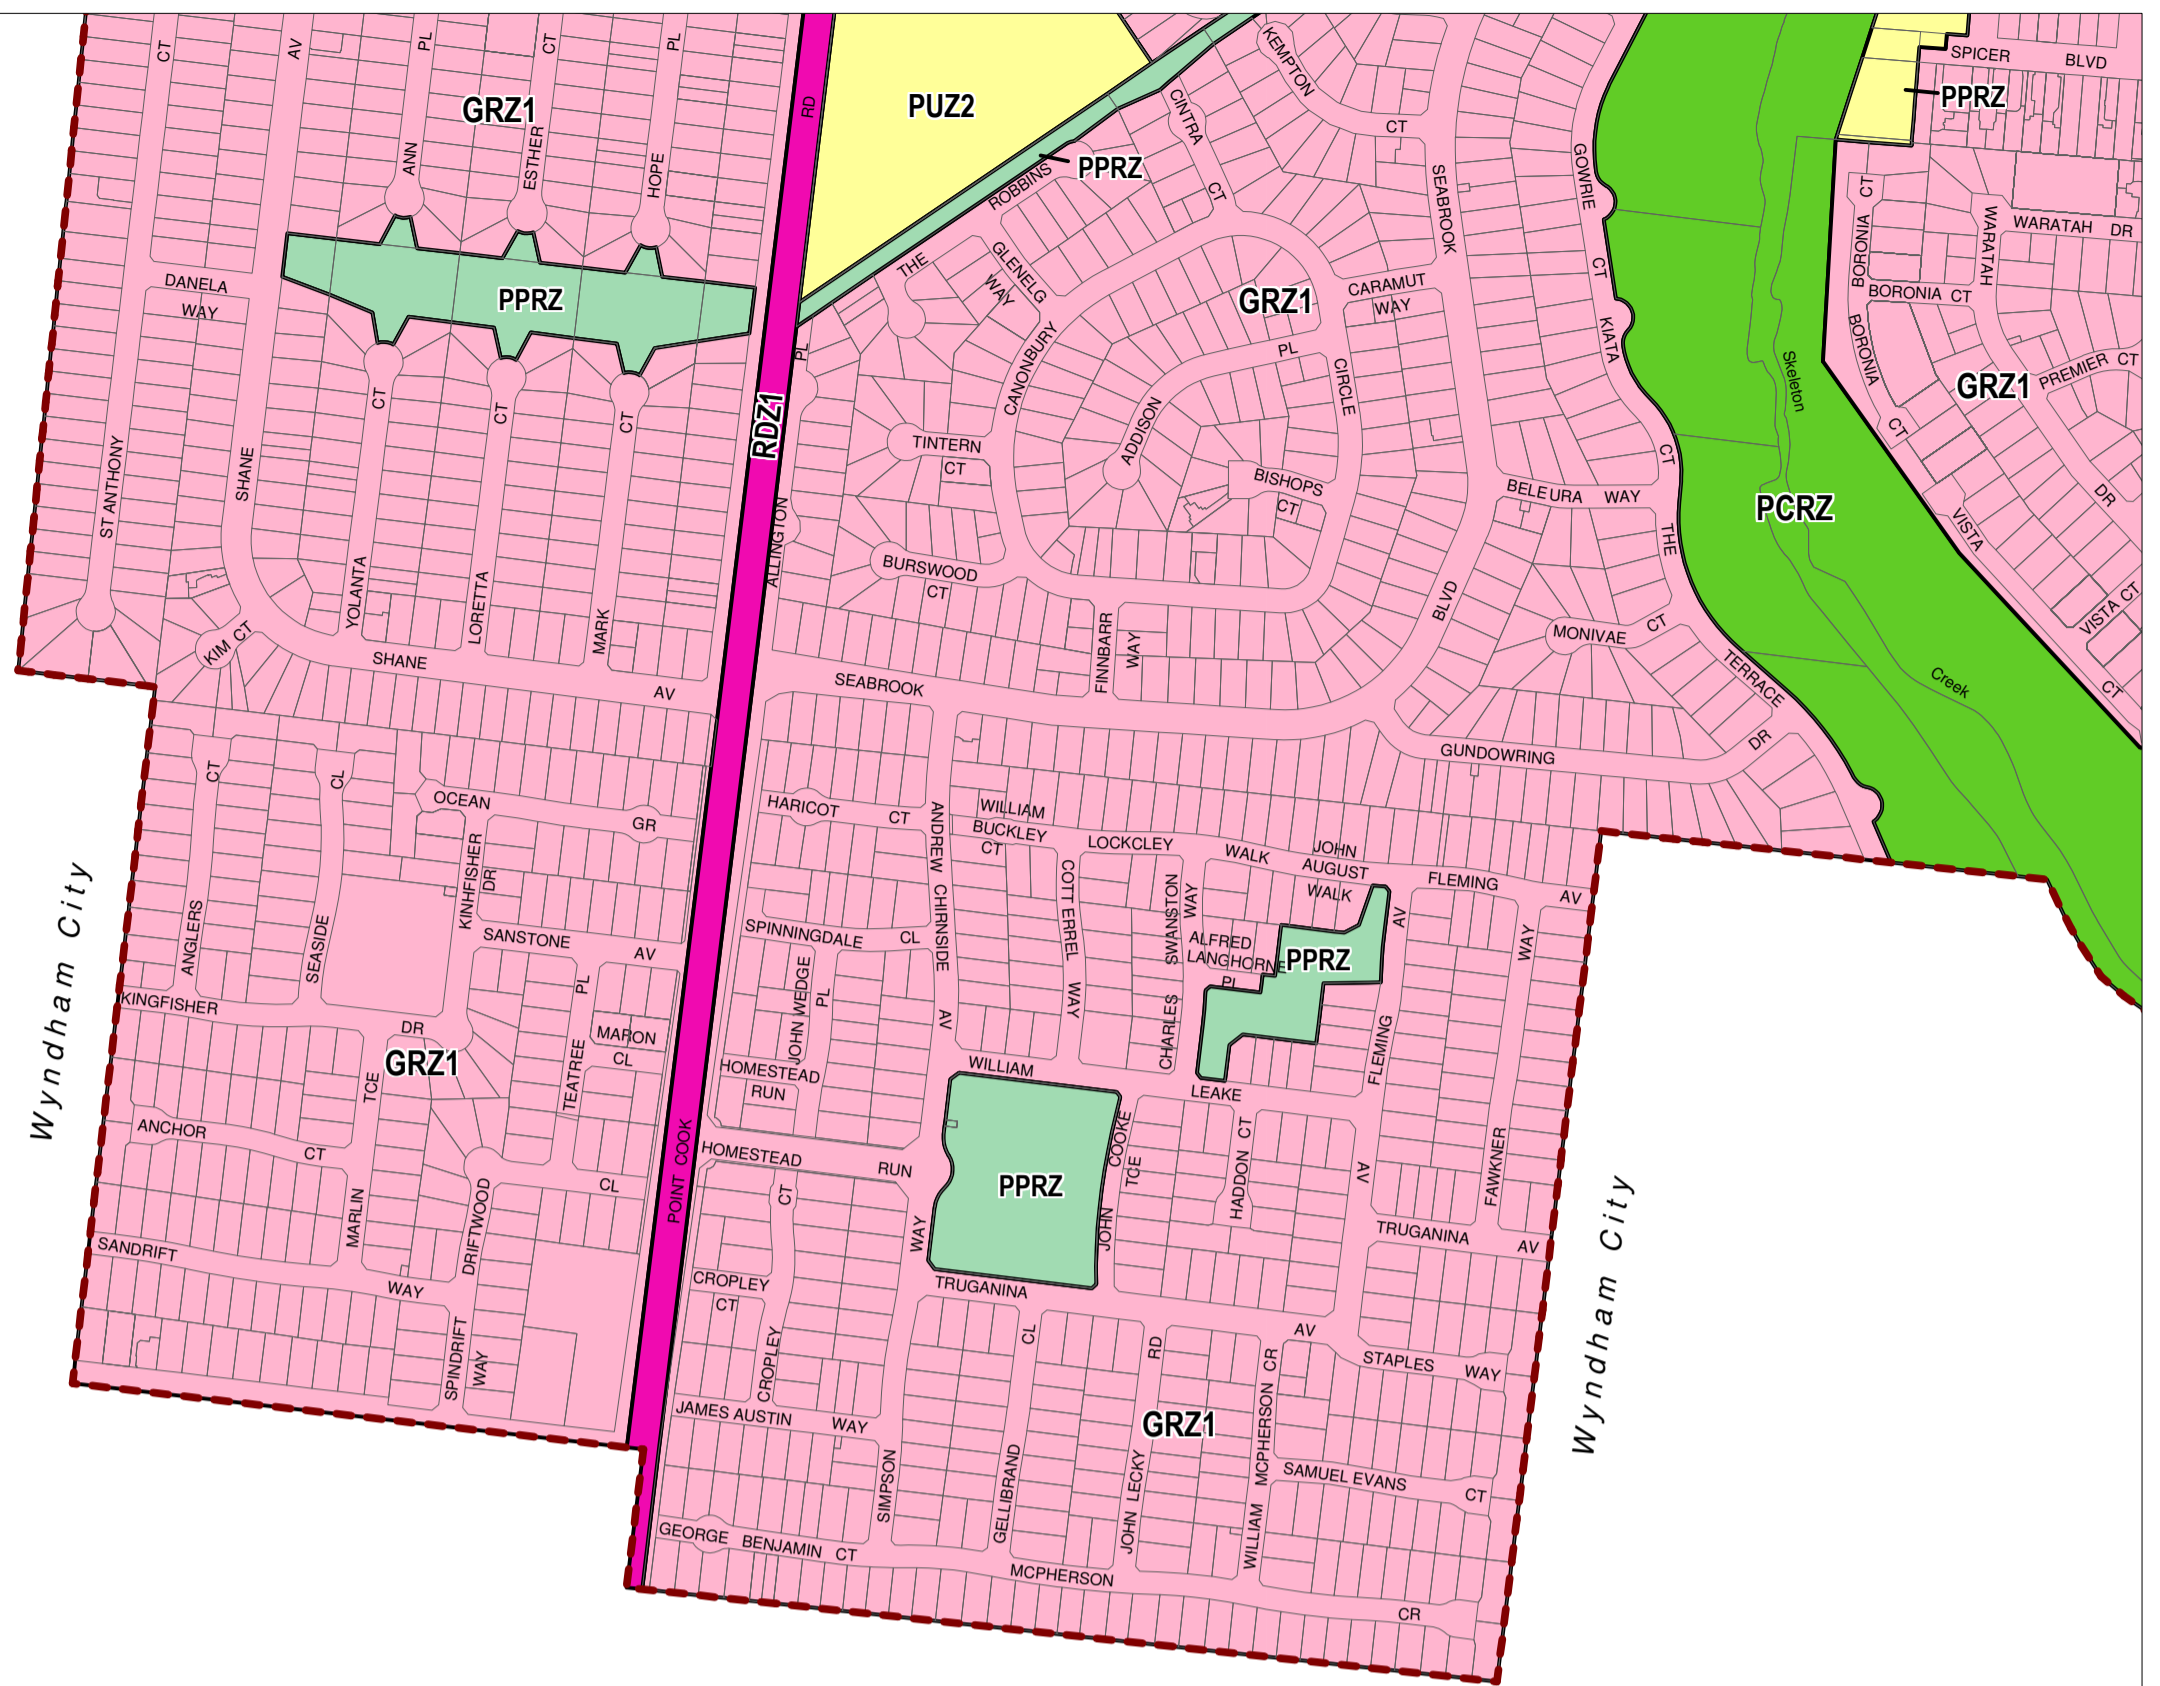 CT
AV
PL
CT
PL
RD
GRZ1
ANN
ESTHER
HOPE
PUZ2
PPRZ
ROBBINS
KEMPTON
CT
CINTRA
CT
SEABROOK
GOWRIE
CT
SPICER BLVD
PPRZ
CT
BORONIA
WARATAH
WARATAH DR
BORONIA CT
BORONIA
CT
PREMIER CT
GRZ1
DR
VISTA
VISTA CT
CT
DANELA
WAY
PPRZ
THE
GLENELG
WAY
GRZ1
CARAMUT
WAY
CANONBURY
PL
CIRCLE
ADDISON
KIATA
CT
Skeleton
PCRZ
Creek
PL
RDZ1
CT
CT
CT
ST ANTHONY
SHANE
YOLANTA
LORETTA
MARK
ALLINGTON
TINTERN
CT
BISHOPS
CT
BELEURA WAY
THE
BURSWOOD
CT
BLVD
FINNBARR
WAY
MONIVAE CT
TERRACE
KIM CT
SHANE
AV
SEABROOK
GUNDOWRING
DR
CT
CL
OCEAN
GR
KINHFISHER
DR
HARICOT
CT
ANDREW CHIRNSIDE
AV
WILLIAM
BUCKLEY
CT
LOCKCLEY
WALK
JOHN
AUGUST
WALK
FLEMING
AV
COTTERREL
WAY
SWANSTON
WAY
CHARLES
ALFRED
LANGHORNE
PL
PPRZ
AV
FLEMING
WAY
FAWKNER
Wyndham City
ANGLERS
SEASIDE
SANSTONE
AV
SPINNINGDALE CL
JOHN WEDGE
PL
KINGFISHER
DR
PL
TEATREE
MARON
CL
GRZ1
TCE
MARLIN
HOMESTEAD
RUN
WILLIAM
LEAKE
ANCHOR
CT
POINT COOK
HOMESTEAD
RUN
PPRZ
COOKE
TCE
JOHN
HADDON CT
AV
TRUGANINA
AV
Wyndham City
DRIFTWOOD
CL
CT
WAY
SANDRIFT
WAY
CROPLEY
CT
TRUGANINA
AV
SPINDRIFT
WAY
CROPLEY
CL
RD
STAPLES WAY
JAMES AUSTIN WAY
GRZ1
WILLIAM MCPHERSON CR
SAMUEL EVANS
CT
SIMPSON
GELLIBRAND
JOHN LECKY
GEORGE BENJAMIN CT
MCPHERSON
CR